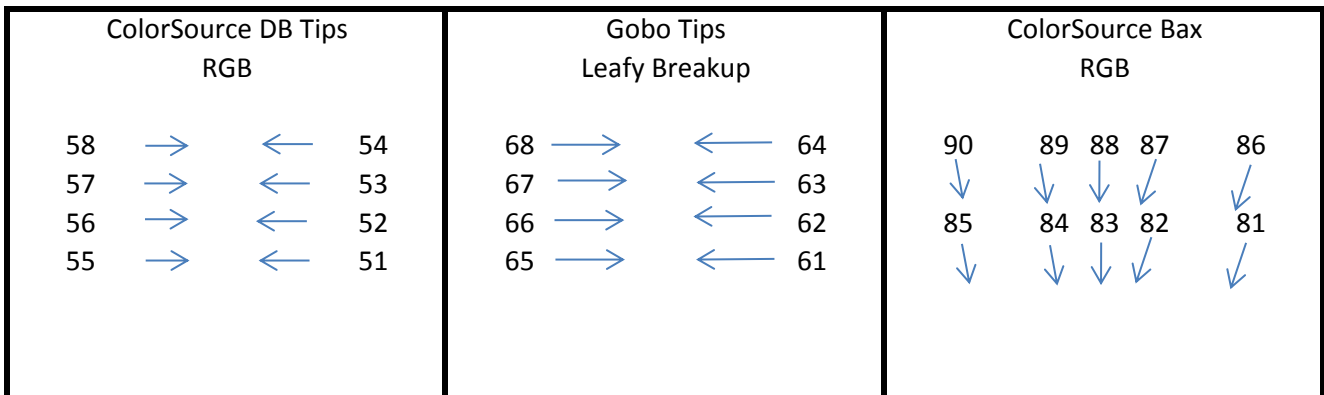 ColorSource DB Tips
RGB
58 54
57 53
56 52
55 51
Gobo Tips
Leafy Breakup
68 64
67 63
66 62
65 61
ColorSource Bax
RGB
90 89 88 87 86
85 84 83 82 81